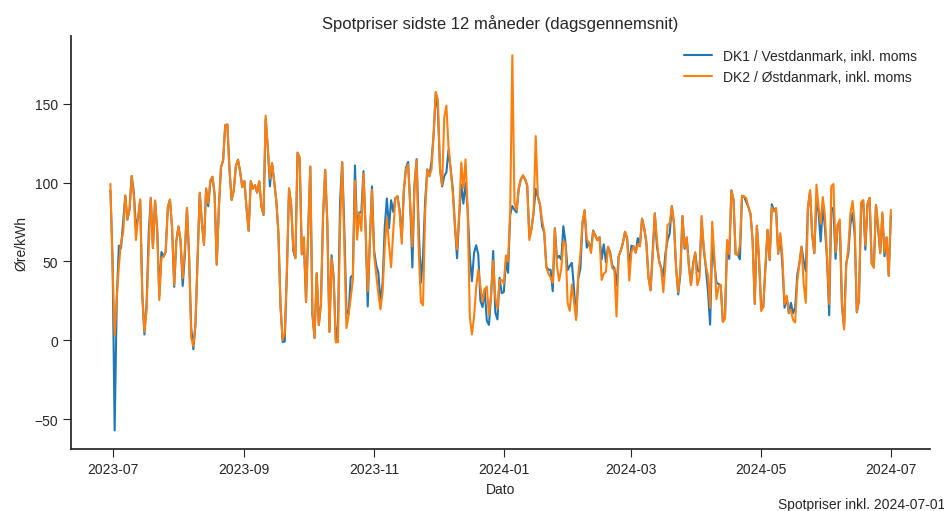 Spotpriser sidste 12 måneder (dagsgennemsnit)
DK1 / Vestdanmark, inkl. moms
DK2 / Østdanmark, inkl. moms
150
100
50
0
−50
Øre/kWh
2023-07
2023-09
2023-11
2024-01
2024-03
2024-05
2024-07
Dato
Spotpriser inkl. 2024-07-01